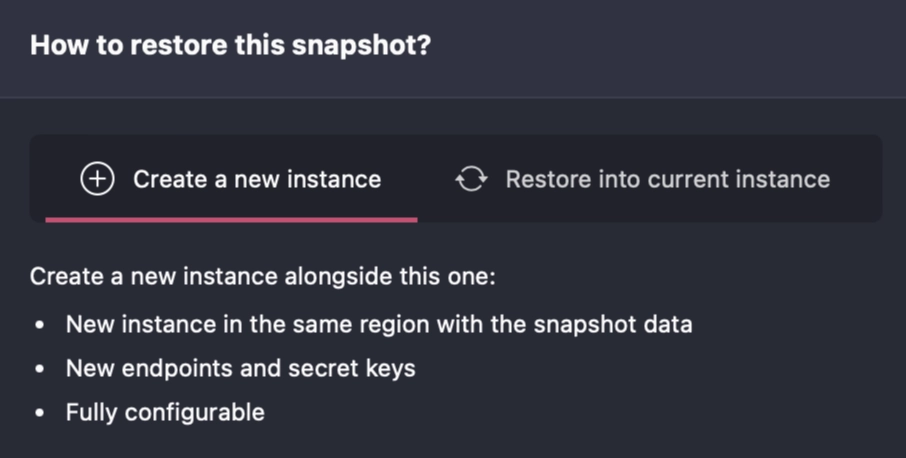 How to restore this snapshot?
Create a new instance
Restore into current instance
Create a new instance alongside this one:
• New instance in the same region with the snapshot data
• New endpoints and secret keys
• Fully configurable